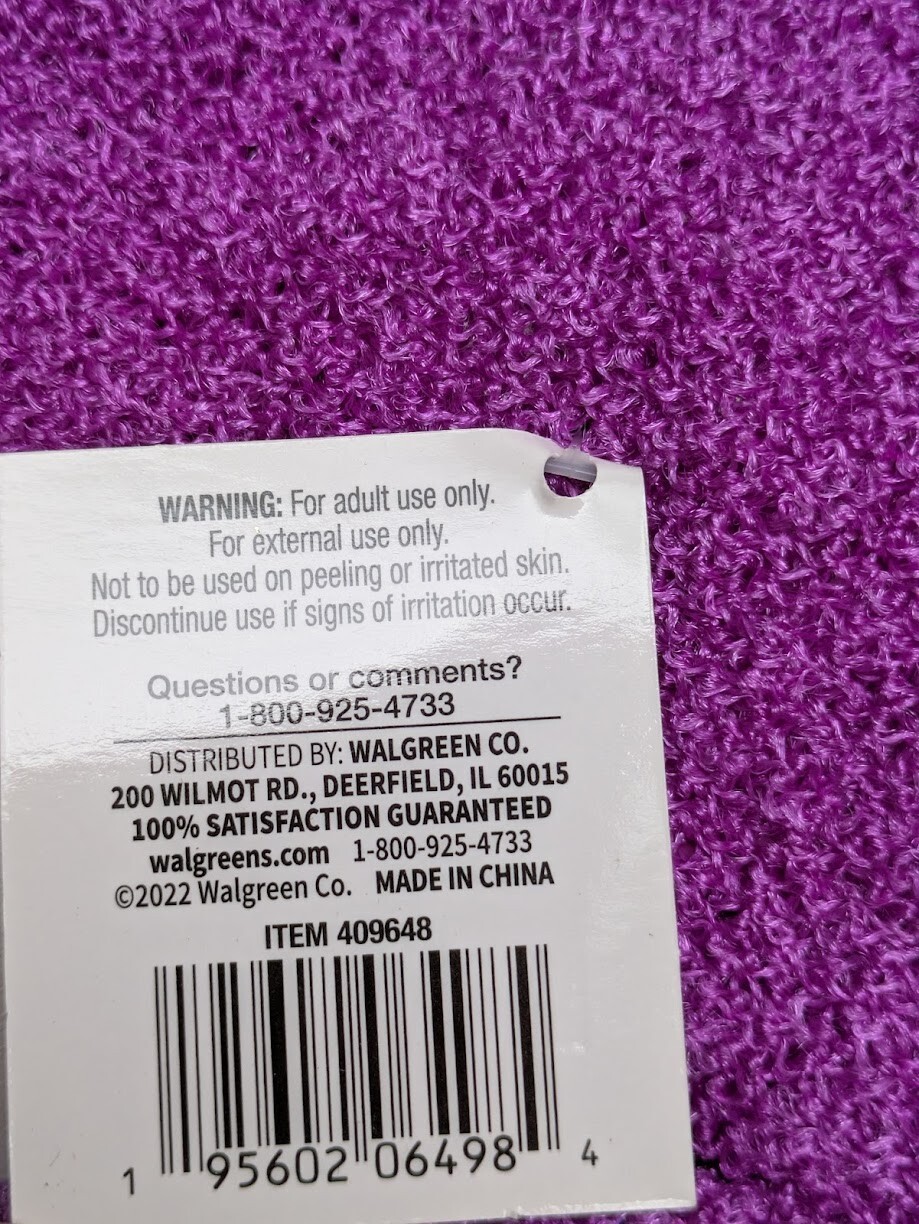 WARNING: For adult use only.
For external use only.
Not to be used on peeling or irritated skin.
Discontinue use if signs of irritation occur.
Questions or comments?
1-800-925-4733
DISTRIBUTED BY: WALGREEN CO.
200 WILMOT RD., DEERFIELD, IL 60015
100% SATISFACTION GUARANTEED
walgreens.com 1-800-925-4733
©2022 Walgreen Co. MADE IN CHINA
ITEM 409648
1 95602 06498 4